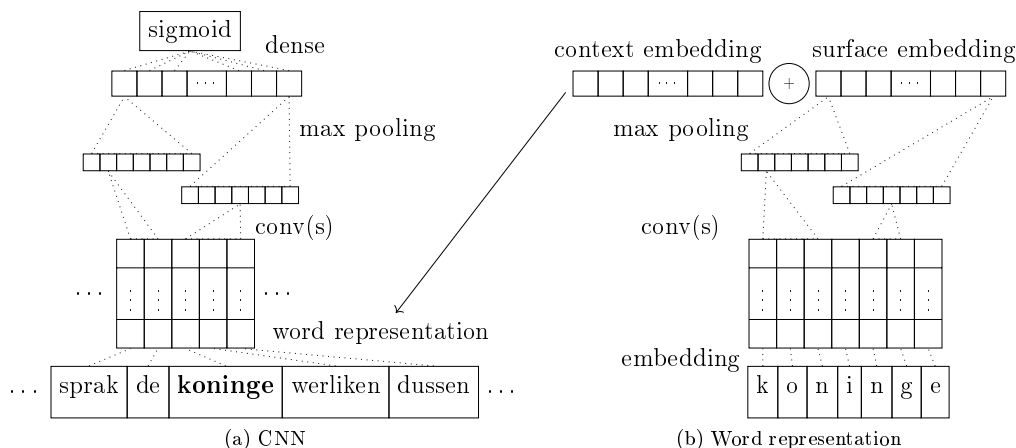 sigmoid
dense
...
max pooling
conv(s)
... ...
word representation
... sprak de koninge werliken dussen ...
(a) CNN
context embedding
surface embedding
... + ...
max pooling
conv(s)
embedding
k o n i n g e
(b) Word representation